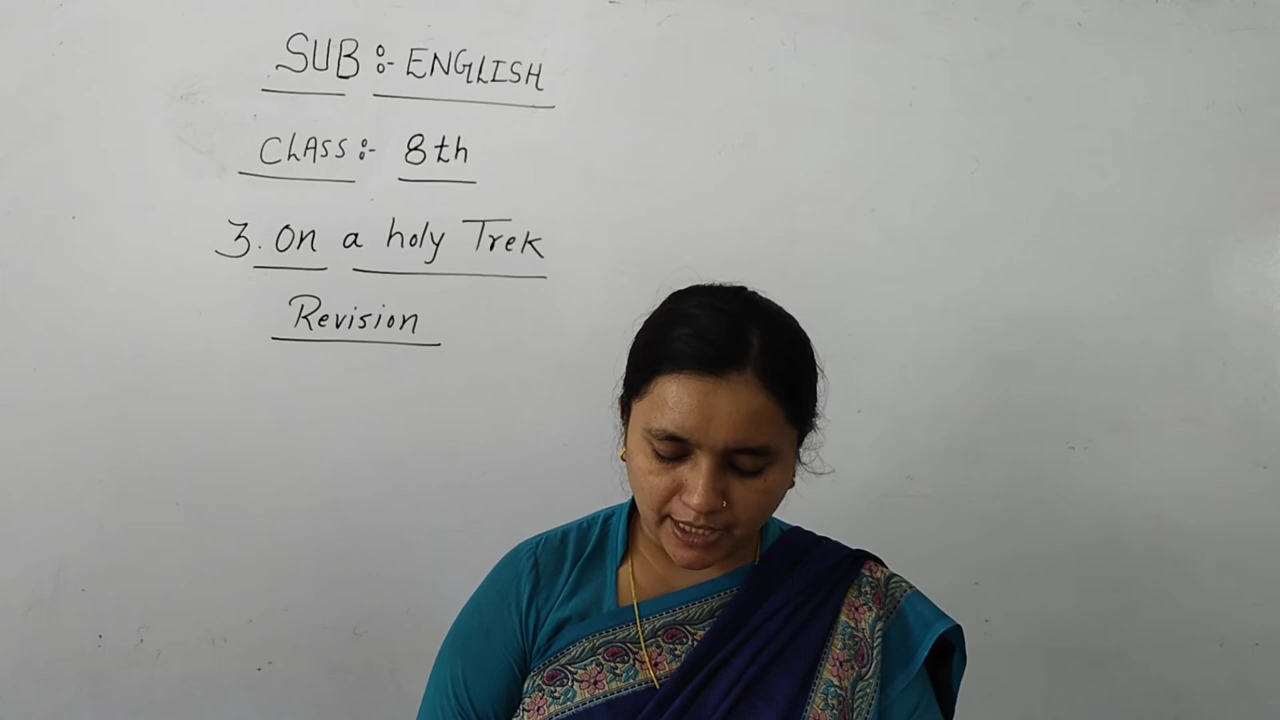 SUB :- ENGLISH
CLASS :- 8th
3. On a holy Trek
Revision